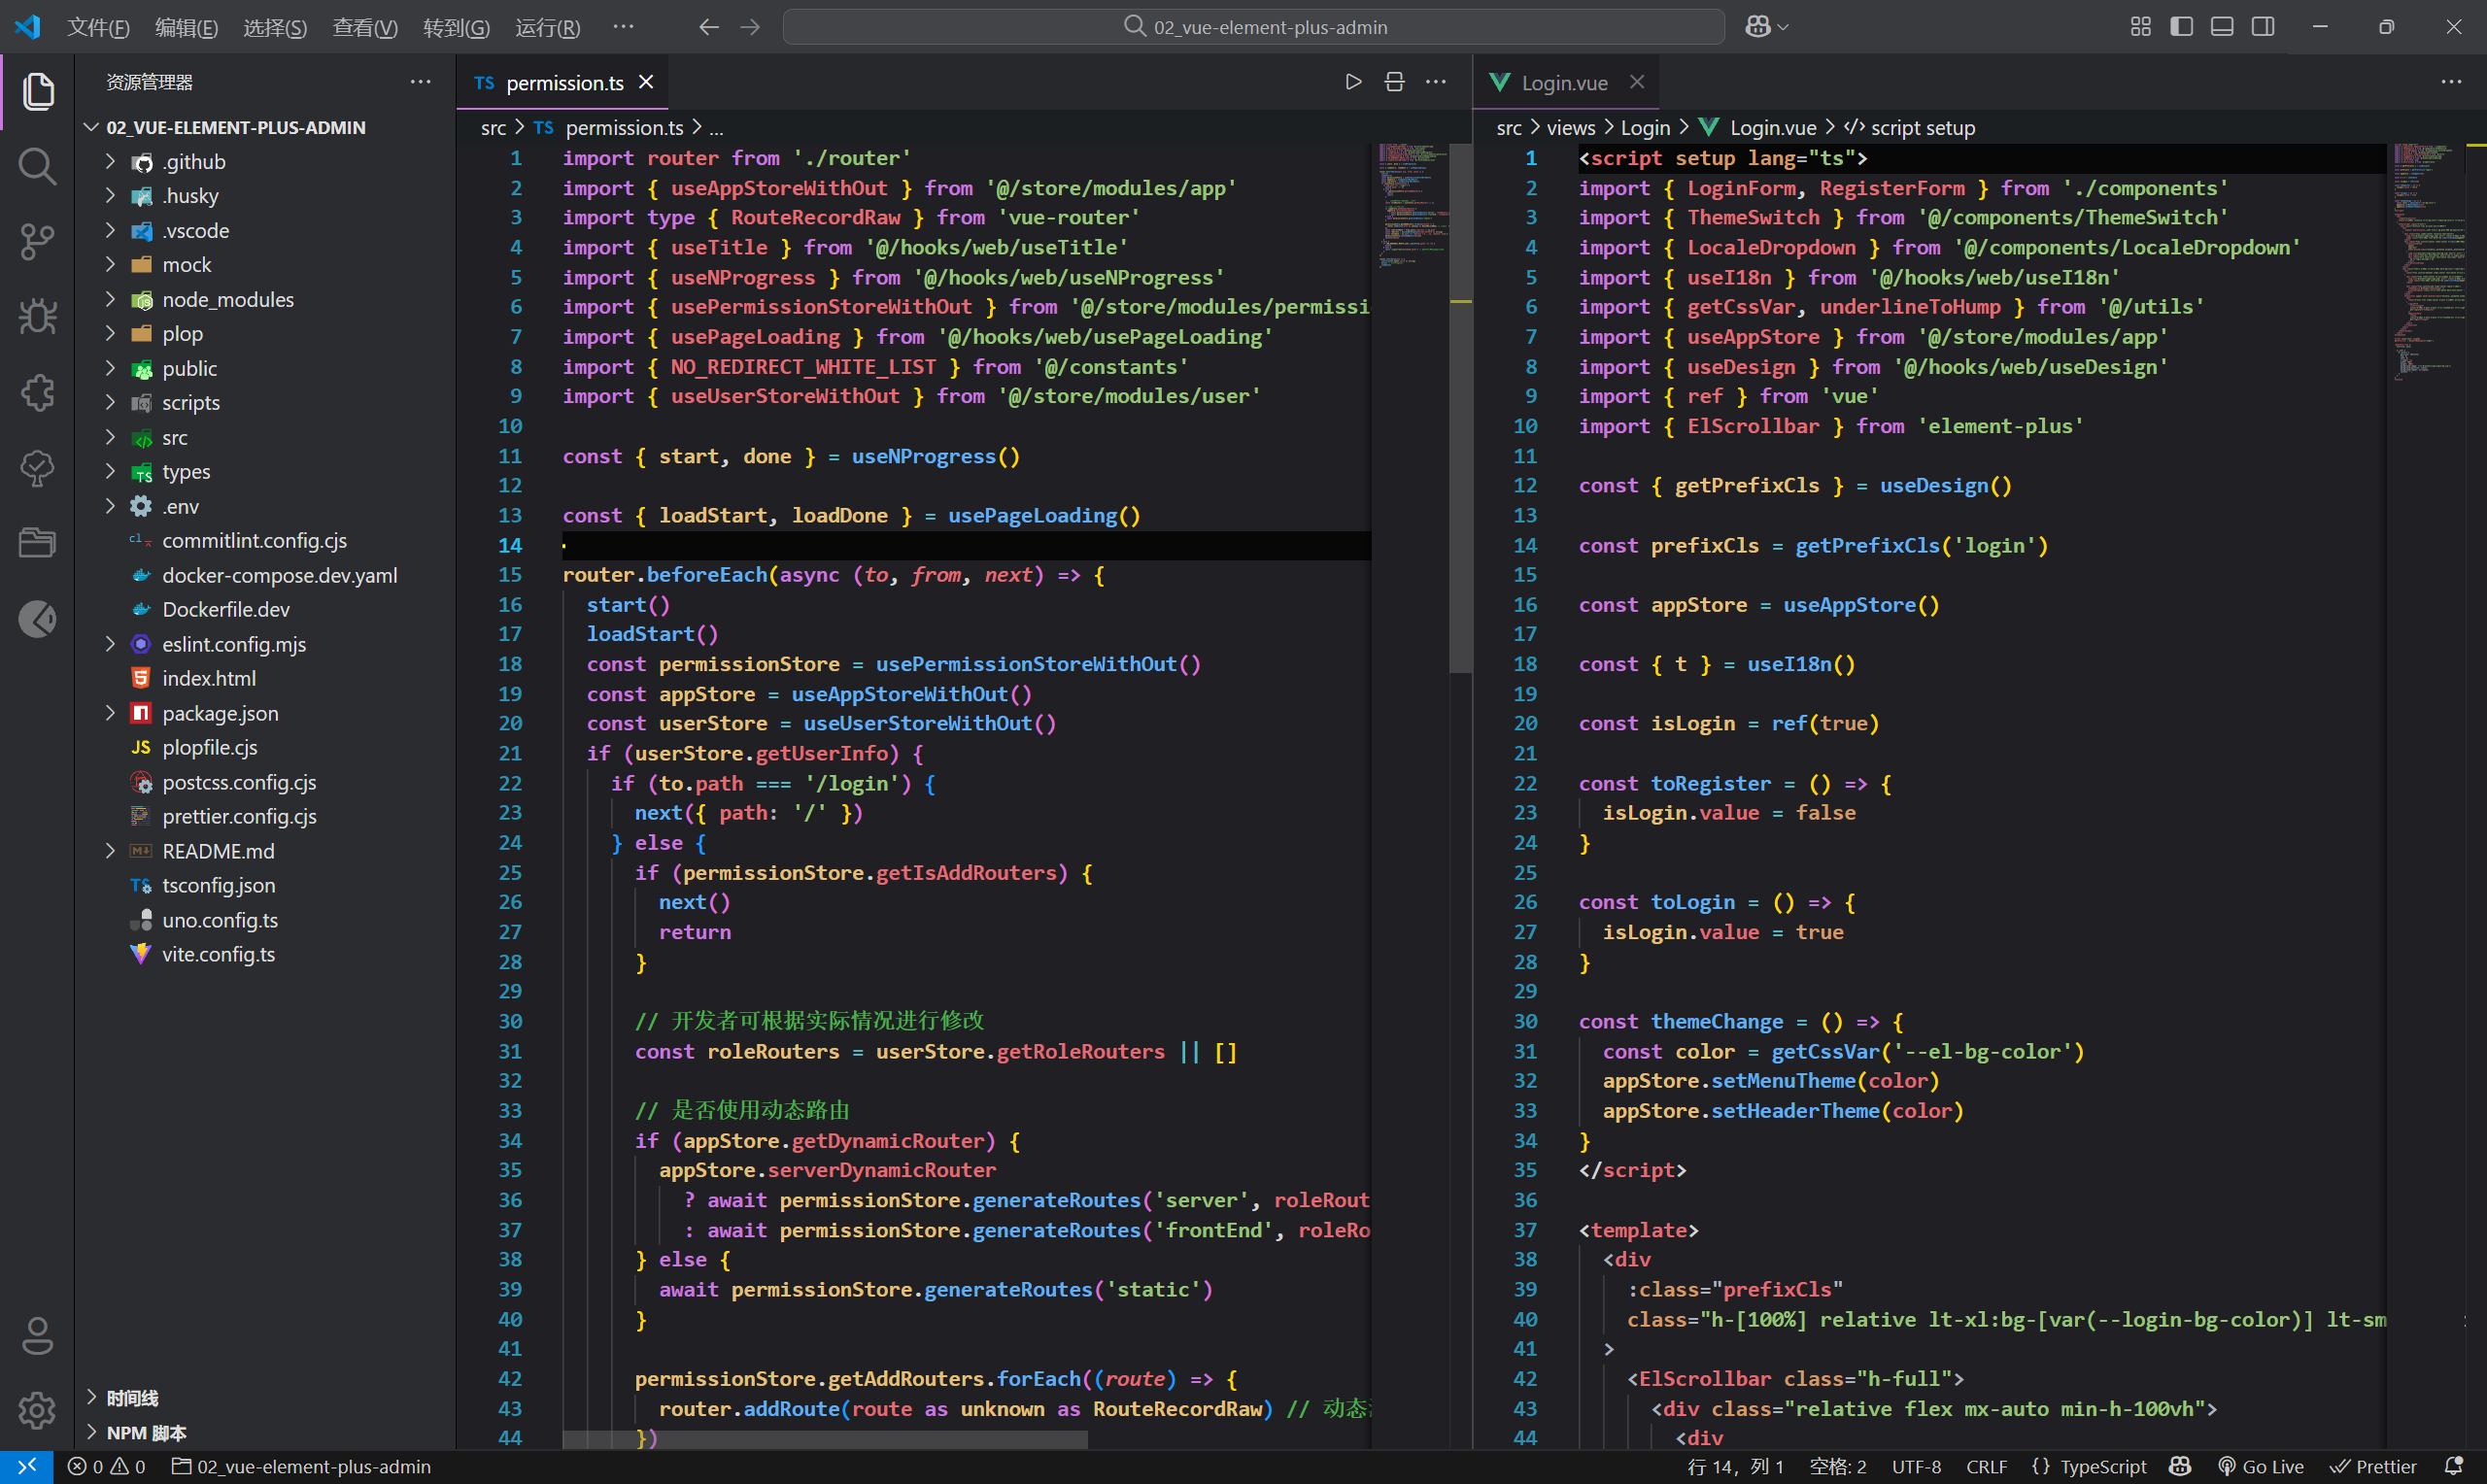 文件(F) 编辑(E) 选择(S) 查看(V) 转到(G) 运行(R) ··· 02_vue-element-plus-admin
资源管理器 ···
02_VUE-ELEMENT-PLUS-ADMIN
.github
.husky
.vscode
mock
node_modules
plop
public
scripts
src
types
.env
commitlint.config.cjs
docker-compose.dev.yaml
Dockerfile.dev
eslint.config.mjs
index.html
package.json
plopfile.cjs
postcss.config.cjs
prettier.config.cjs
README.md
tsconfig.json
uno.config.ts
vite.config.ts
时间线
NPM 脚本
TS permission.ts
src > TS permission.ts > ...
1 import router from './router'
2 import { useAppStoreWithOut } from '@/store/modules/app'
3 import type { RouteRecordRaw } from 'vue-router'
4 import { useTitle } from '@/hooks/web/useTitle'
5 import { useNProgress } from '@/hooks/web/useNProgress'
6 import { usePermissionStoreWithOut } from '@/store/modules/permissi
7 import { usePageLoading } from '@/hooks/web/usePageLoading'
8 import { NO_REDIRECT_WHITE_LIST } from '@/constants'
9 import { useUserStoreWithOut } from '@/store/modules/user'
10
11 const { start, done } = useNProgress()
12
13 const { loadStart, loadDone } = usePageLoading()
14
15 router.beforeEach(async (to, from, next) => {
16 start()
17 loadStart()
18 const permissionStore = usePermissionStoreWithOut()
19 const appStore = useAppStoreWithOut()
20 const userStore = useUserStoreWithOut()
21 if (userStore.getUserInfo) {
22 if (to.path === '/login') {
23 next({ path: '/' })
24 } else {
25 if (permissionStore.getIsAddRouters) {
26 next()
27 return
28 }
29
30 // 开发者可根据实际情况进行修改
31 const roleRouters = userStore.getRoleRouters || []
32
33 // 是否使用动态路由
34 if (appStore.getDynamicRouter) {
35 appStore.serverDynamicRouter
36 ? await permissionStore.generateRoutes('server', roleRout
37 : await permissionStore.generateRoutes('frontEnd', roleRo
38 } else {
39 await permissionStore.generateRoutes('static')
40 }
41
42 permissionStore.getAddRouters.forEach((route) => {
43 router.addRoute(route as unknown as RouteRecordRaw) // 动态
44 })
Login.vue
src > views > Login > Login.vue > script setup
1 <script setup lang="ts">
2 import { LoginForm, RegisterForm } from './components'
3 import { ThemeSwitch } from '@/components/ThemeSwitch'
4 import { LocaleDropdown } from '@/components/LocaleDropdown'
5 import { useI18n } from '@/hooks/web/useI18n'
6 import { getCssVar, underlineToHump } from '@/utils'
7 import { useAppStore } from '@/store/modules/app'
8 import { useDesign } from '@/hooks/web/useDesign'
9 import { ref } from 'vue'
10 import { ElScrollbar } from 'element-plus'
11
12 const { getPrefixCls } = useDesign()
13
14 const prefixCls = getPrefixCls('login')
15
16 const appStore = useAppStore()
17
18 const { t } = useI18n()
19
20 const isLogin = ref(true)
21
22 const toRegister = () => {
23 isLogin.value = false
24 }
25
26 const toLogin = () => {
27 isLogin.value = true
28 }
29
30 const themeChange = () => {
31 const color = getCssVar('--el-bg-color')
32 appStore.setMenuTheme(color)
33 appStore.setHeaderTheme(color)
34 }
35 </script>
36
37 <template>
38 <div
39 :class="prefixCls"
40 class="h-[100%] relative lt-xl:bg-[var(--login-bg-color)] lt-sm
41 >
42 <ElScrollbar class="h-full">
43 <div class="relative flex mx-auto min-h-100vh">
44 <div
0 0 02_vue-element-plus-admin 行 14，列 1 空格: 2 UTF-8 CRLF {} TypeScript Go Live Prettier